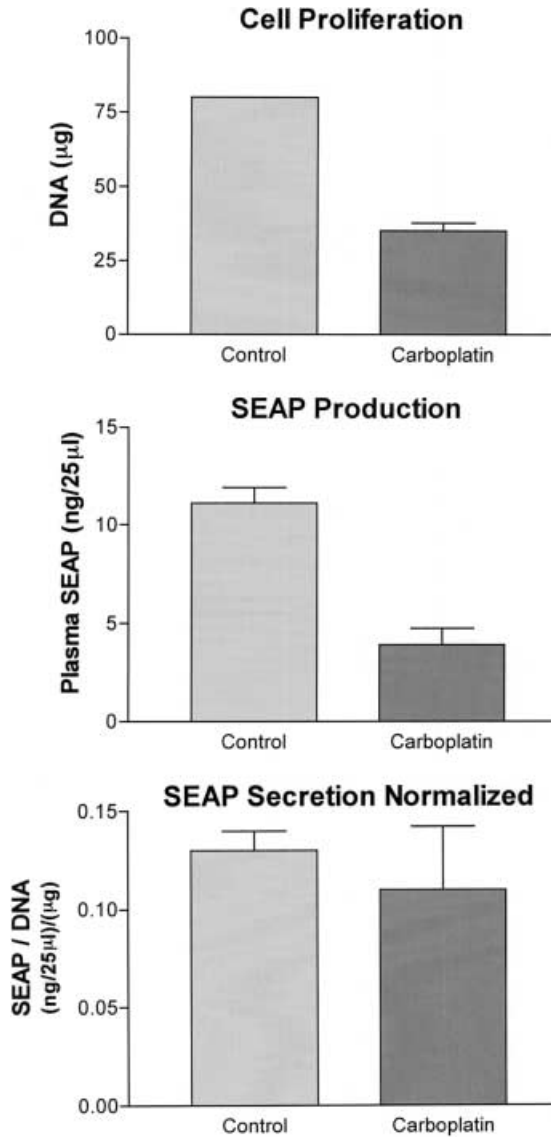 Cell Proliferation
100
75
50
25
0
DNA (µg)
Control Carboplatin
SEAP Production
15
10
5
0
Plasma SEAP (ng/25µl)
Control Carboplatin
SEAP Secretion Normalized
0.15
0.10
0.05
0.00
SEAP / DNA
(ng/25µl)/(µg)
Control Carboplatin